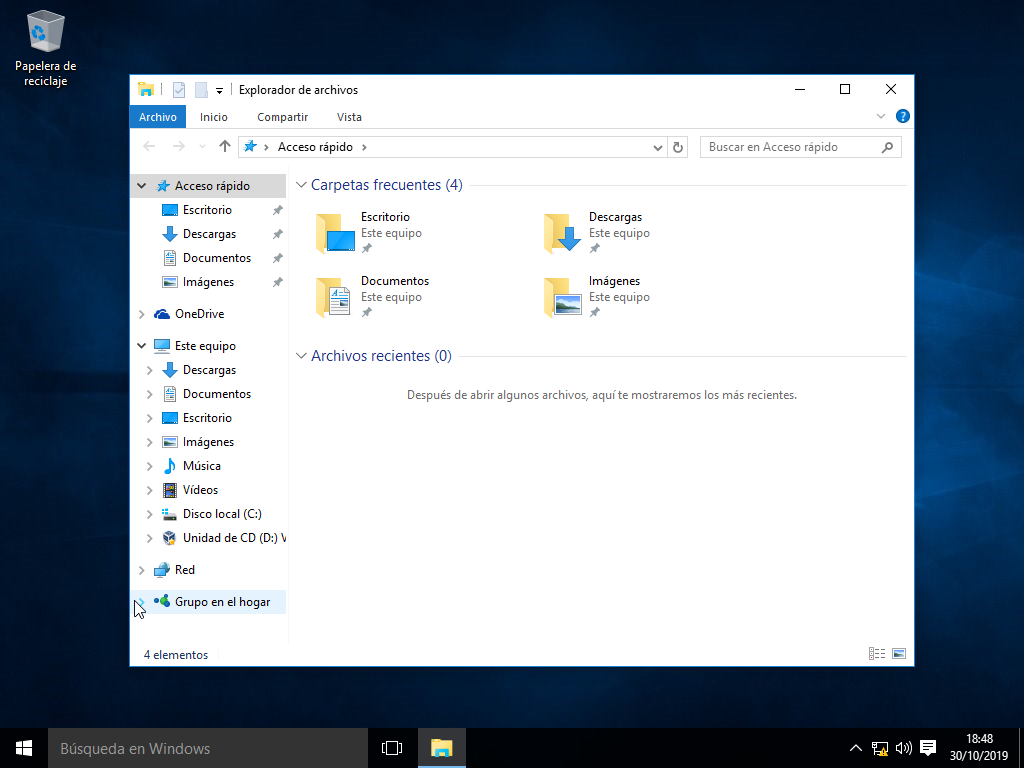 Papelera de
reciclaje
Explorador de archivos
Archivo Inicio Compartir Vista
?
Acceso rápido
Buscar en Acceso rápido
Acceso rápido
Escritorio
Descargas
Documentos
Imágenes
OneDrive
Este equipo
Descargas
Documentos
Escritorio
Imágenes
Música
Vídeos
Disco local (C:)
Unidad de CD (D:) V
Red
Grupo en el hogar
Carpetas frecuentes (4)
Escritorio
Este equipo
Descargas
Este equipo
Documentos
Este equipo
Imágenes
Este equipo
Archivos recientes (0)
Después de abrir algunos archivos, aquí te mostraremos los más recientes.
4 elementos
Búsqueda en Windows
18:48
30/10/2019